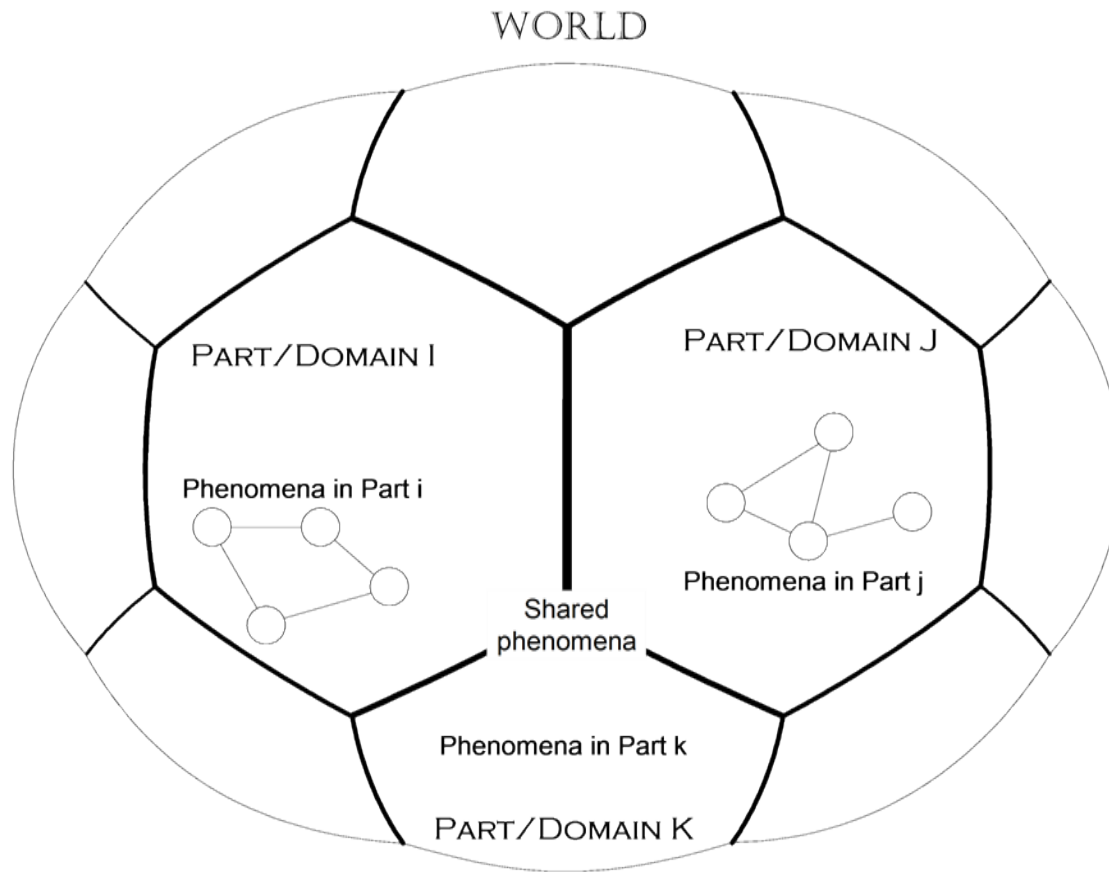 WORLD
PART/DOMAIN I
PART/DOMAIN J
Phenomena in Part i
Phenomena in Part j
Shared
phenomena
Phenomena in Part k
PART/DOMAIN K